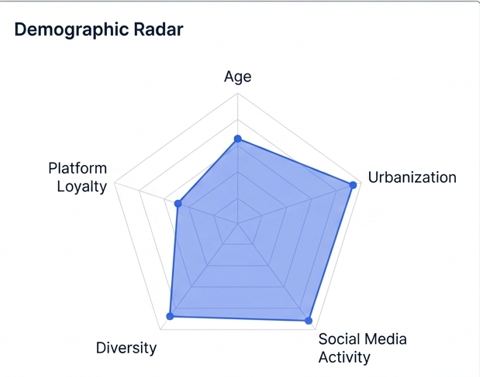 Demographic Radar
Age
Platform
Loyalty
Urbanization
Diversity
Social Media
Activity